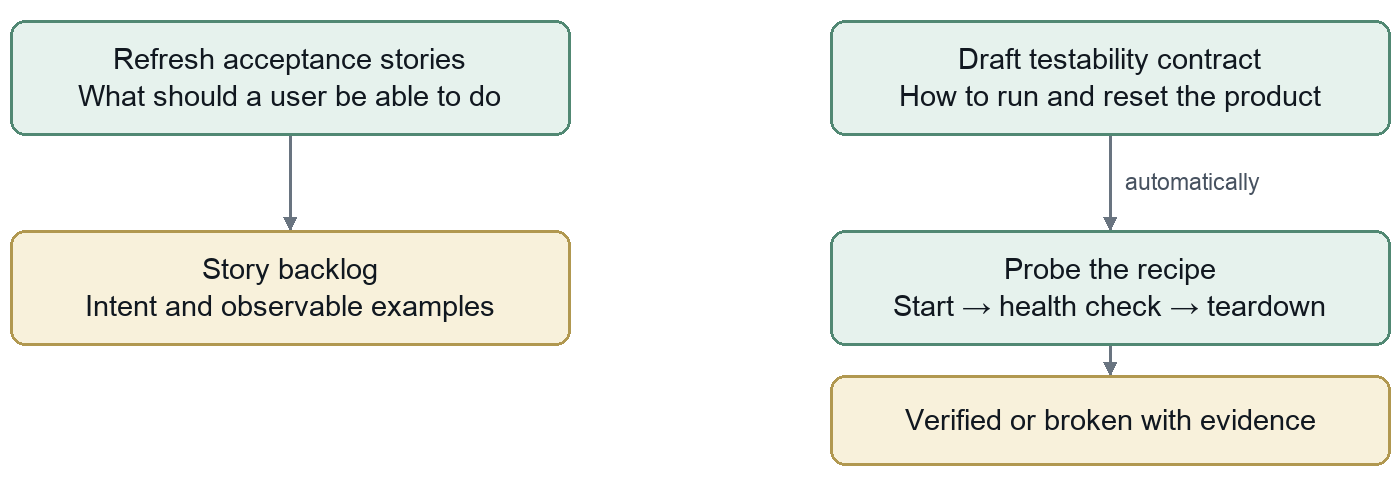 Refresh acceptance stories
What should a user be able to do
Story backlog
Intent and observable examples
Draft testability contract
How to run and reset the product
automatically
Probe the recipe
Start → health check → teardown
Verified or broken with evidence